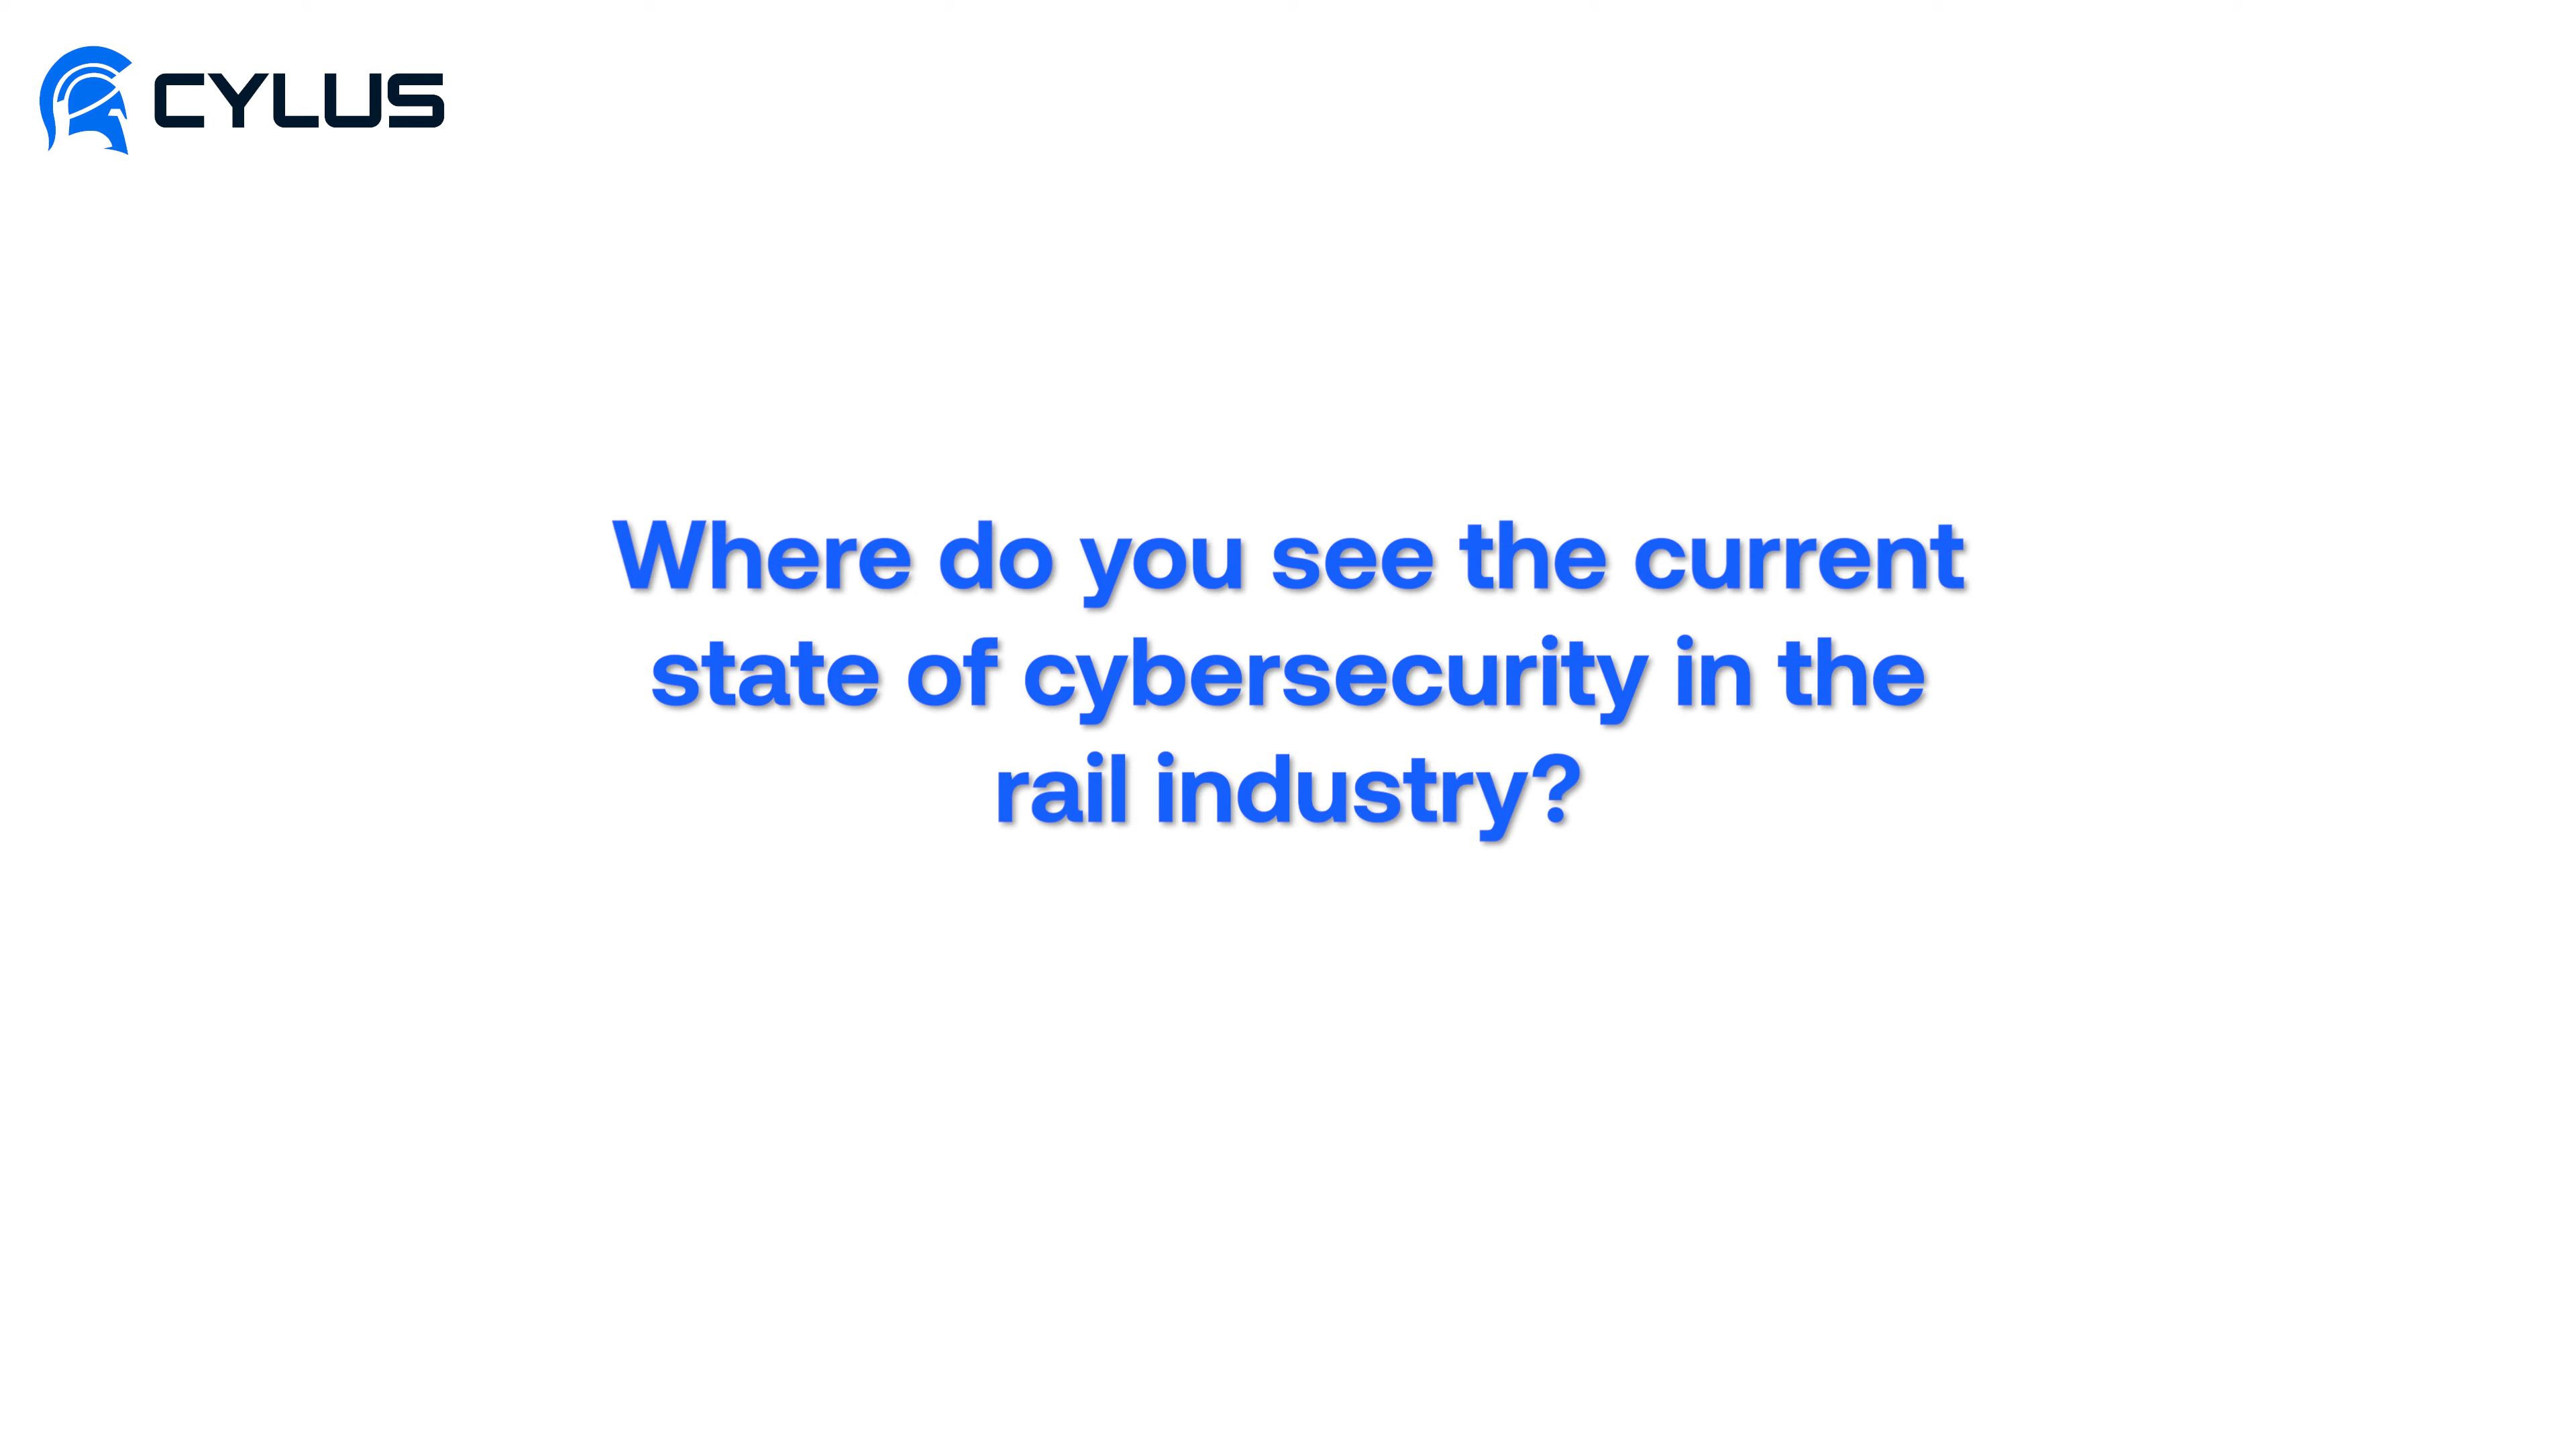 CYLUS
Where do you see the current
state of cybersecurity in the
rail industry?